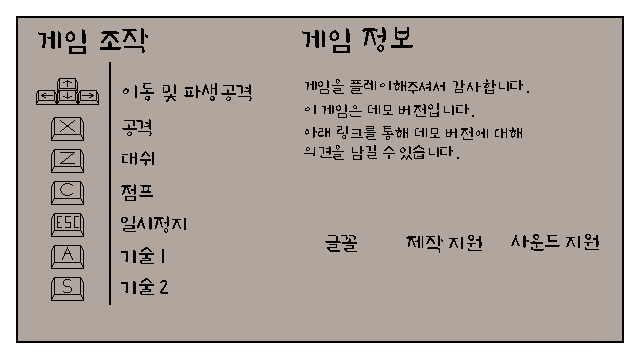 게임 조작
↑
← ↓ → 이동 및 파생공격
X 공격
Z 대쉬
C 점프
ESC 일시정지
A 기술 1
S 기술 2
게임 정보
게임을 플레이해주셔서 감사합니다.
이 게임은 데모 버전입니다.
아래 링크를 통해 데모 버전에 대해
의견을 남길 수 있습니다.
글꼴 제작 지원 사운드 지원